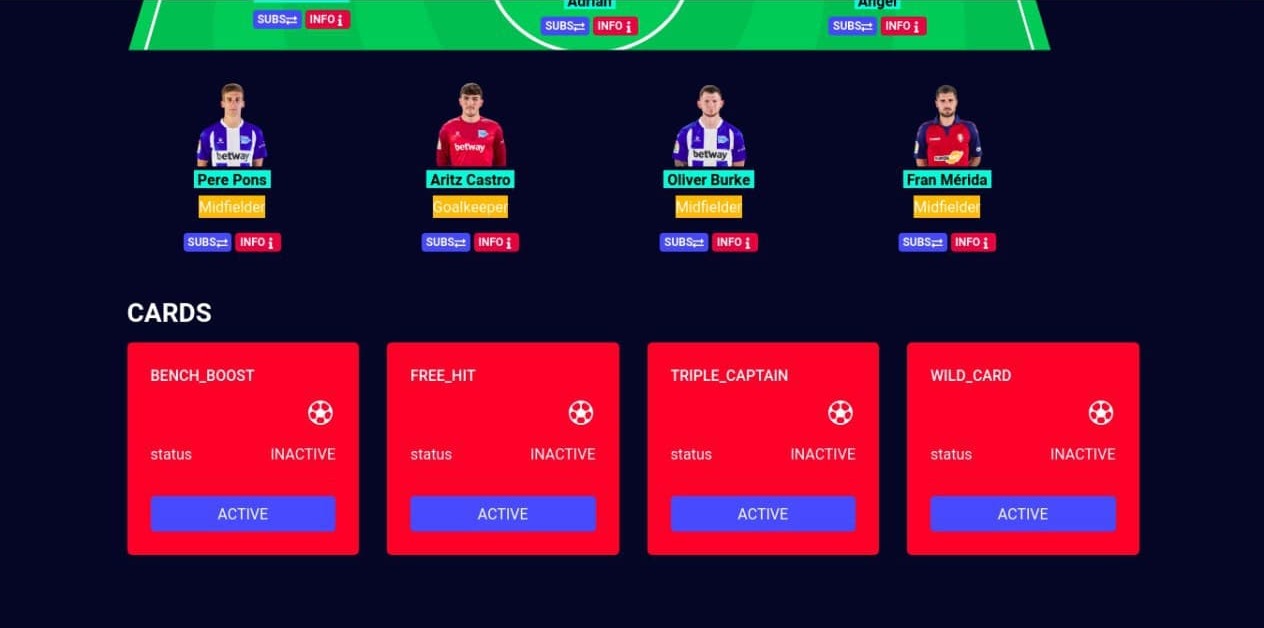 Adrián
Ángel
SUBS INFO
SUBS INFO
SUBS INFO
betway
betway
betway
Pere Pons
Aritz Castro
Oliver Burke
Fran Mérida
Midfielder
Goalkeeper
Midfielder
Midfielder
SUBS INFO
SUBS INFO
SUBS INFO
SUBS INFO
CARDS
BENCH_BOOST
FREE_HIT
TRIPLE_CAPTAIN
WILD_CARD
status INACTIVE
status INACTIVE
status INACTIVE
status INACTIVE
ACTIVE
ACTIVE
ACTIVE
ACTIVE